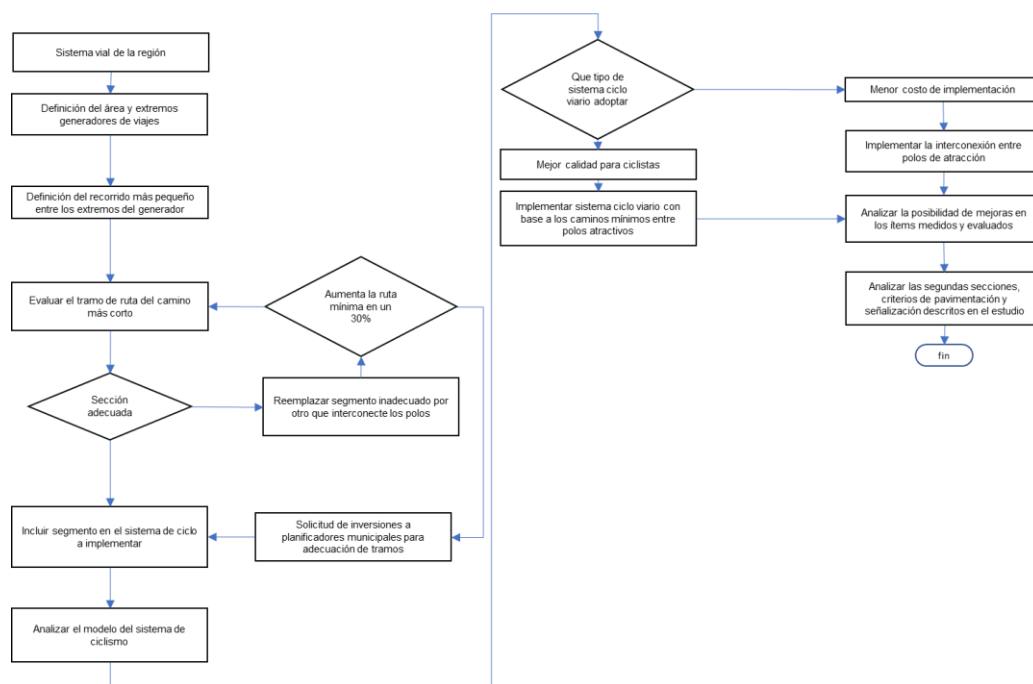 Sistema vial de la región
Definición del área y extremos
generadores de viajes
Definición del recorrido más pequeño
entre los extremos del generador
Evaluar el tramo de ruta del camino
más corto
Aumenta la ruta
mínima en un
30%
Sección
adecuada
Reemplazar segmento inadecuado por
otro que interconecte los polos
Incluir segmento en el sistema de ciclo
a implementar
Solicitud de inversiones a
planificadores municipales para
adecuación de tramos
Analizar el modelo del sistema de
ciclismo
Que tipo de
sistema ciclo
viario adoptar
Menor costo de implementación
Mejor calidad para ciclistas
Implementar la interconexión entre
polos de atracción
Implementar sistema ciclo viario con
base a los caminos mínimos entre
polos atractivos
Analizar la posibilidad de mejoras en
los ítems medidos y evaluados
Analizar las segundas secciones,
criterios de pavimentación y
señalización descritos en el estudio
fin